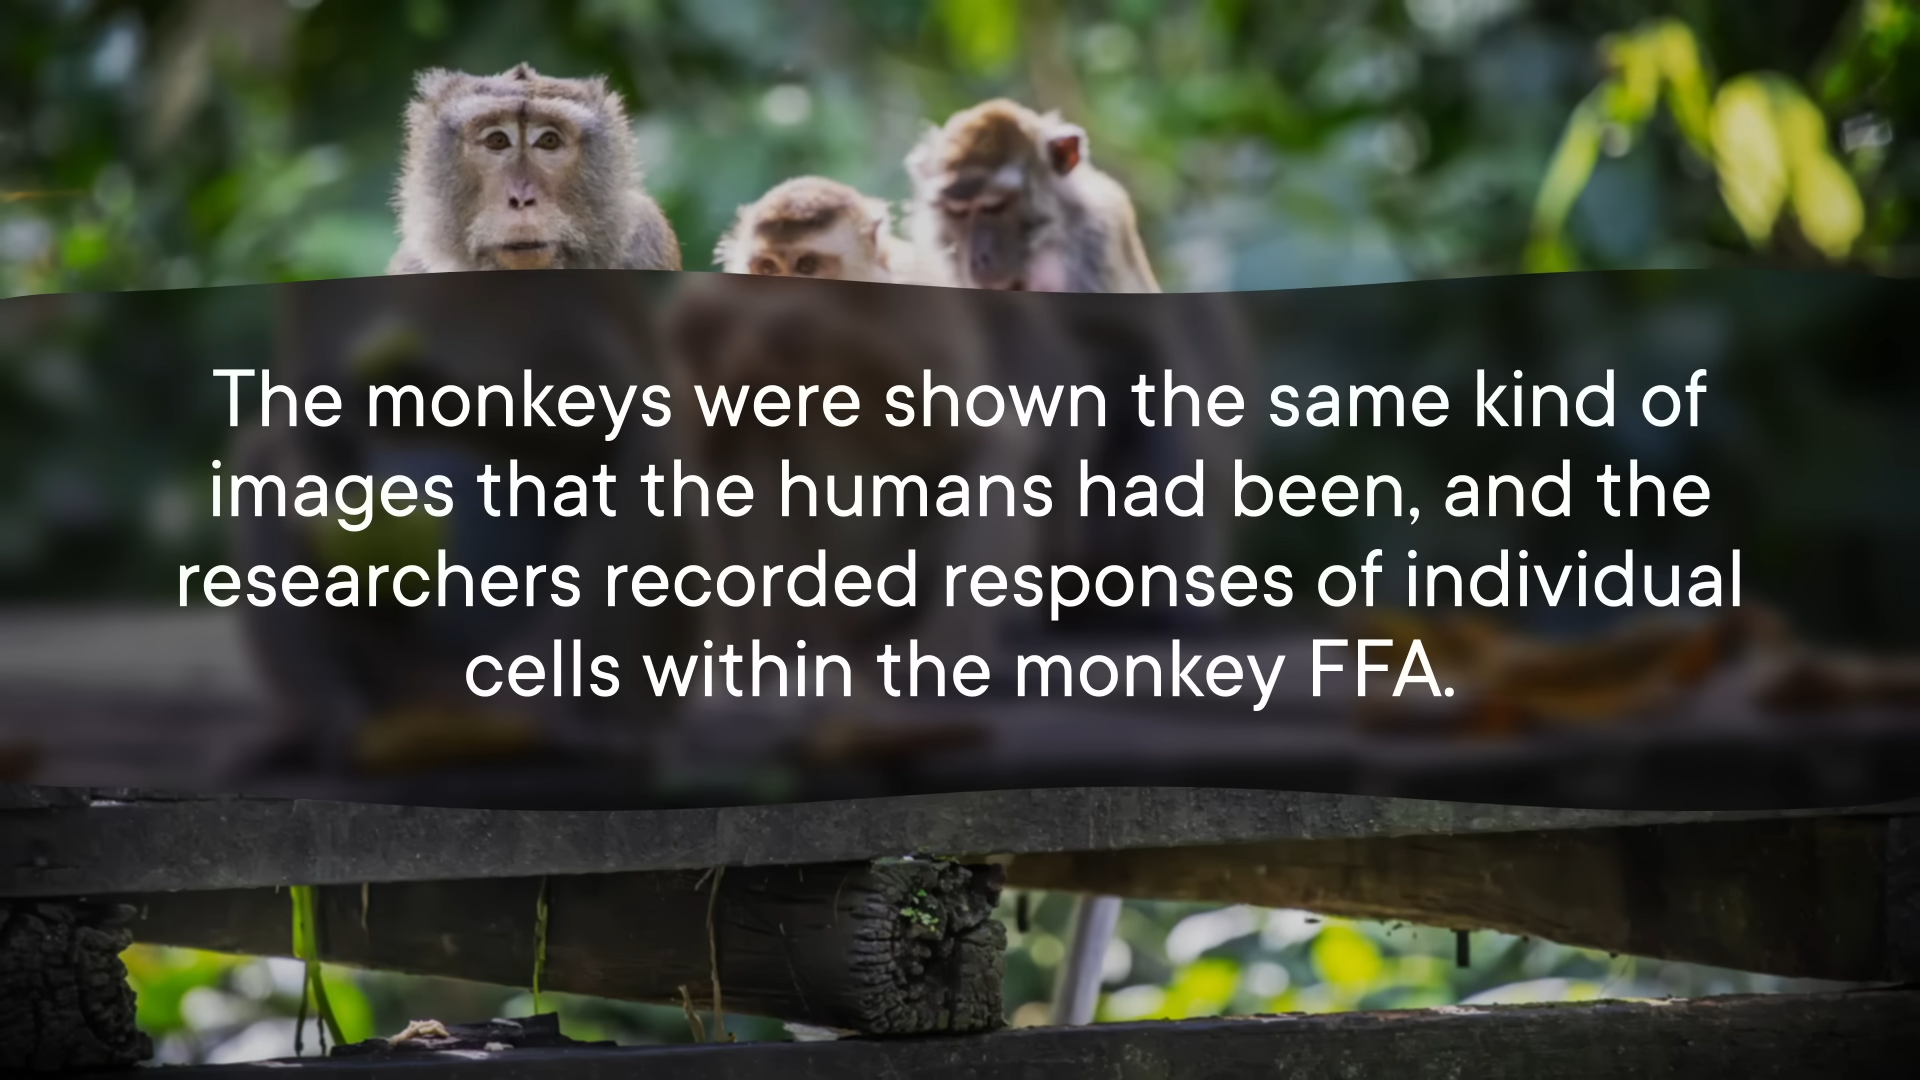 The monkeys were shown the same kind of
images that the humans had been, and the
researchers recorded responses of individual
cells within the monkey FFA.